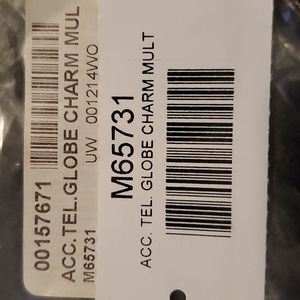 00157671
ACC.TEL.GLOBE CHARM MUL
M65731
UW 001214WO
M65731
ACC. TEL. GLOBE CHARM MULT